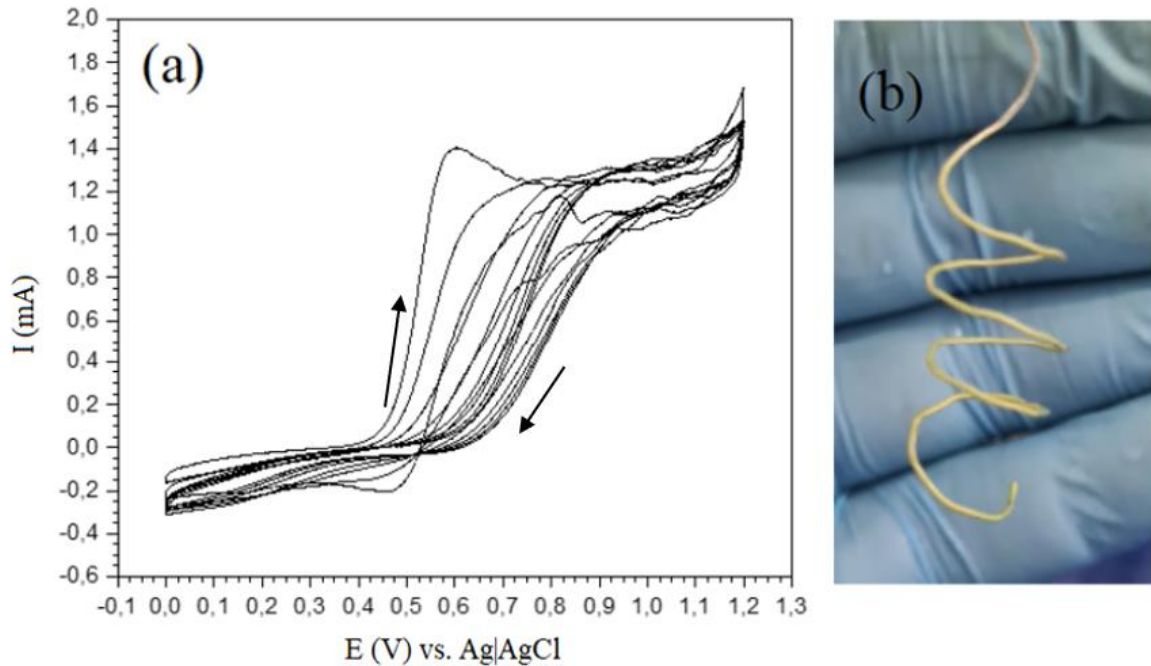 (a)
2,0
1,8
1,6
1,4
1,2
1,0
0,8
0,6
0,4
0,2
0,0
-0,2
-0,4
-0,6
I (mA)
-0,1 0,0 0,1 0,2 0,3 0,4 0,5 0,6 0,7 0,8 0,9 1,0 1,1 1,2 1,3
E (V) vs. Ag|AgCl
(b)